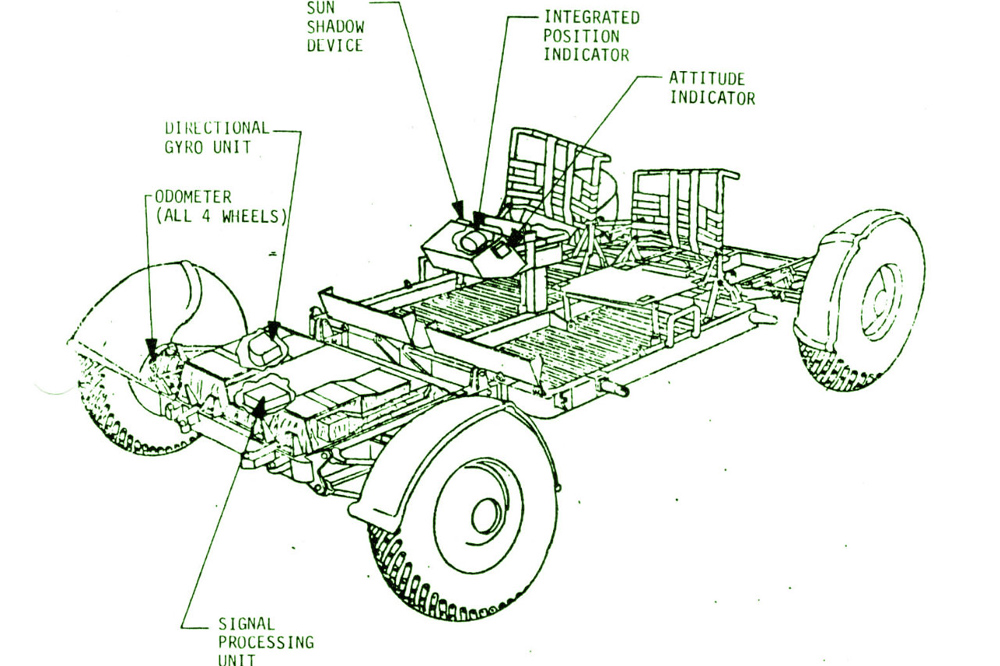 SUN
SHADOW
DEVICE
INTEGRATED
POSITION
INDICATOR
ATTITUDE
INDICATOR
DIRECTIONAL
GYRO UNIT
ODOMETER
(ALL 4 WHEELS)
SIGNAL
PROCESSING
UNIT